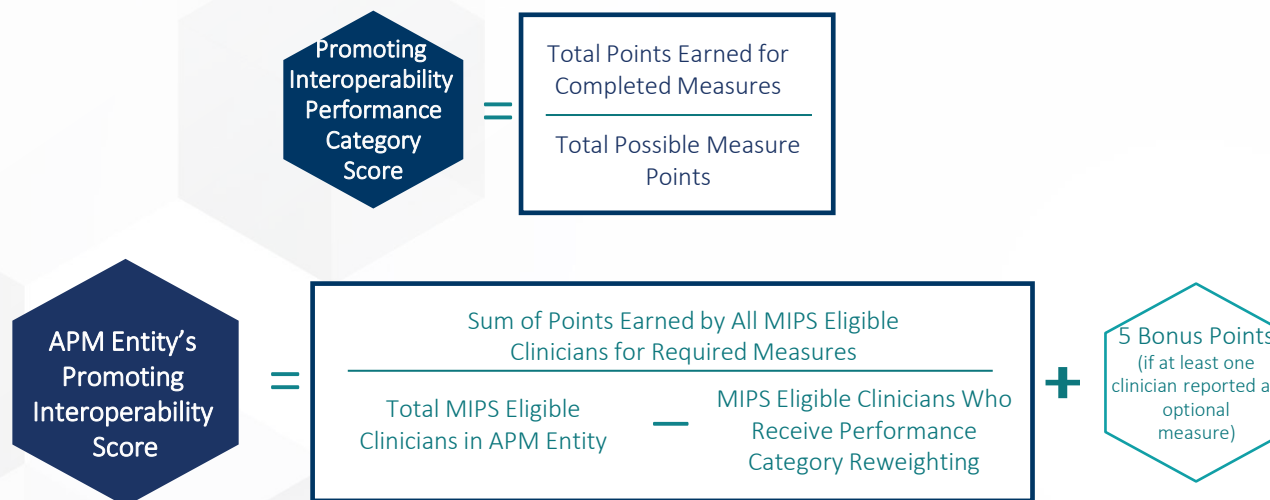 Promoting
Interoperability
Performance
Category
Score
=
Total Points Earned for
Completed Measures
Total Possible Measure
Points
APM Entity’s
Promoting
Interoperability
Score
=
Sum of Points Earned by All MIPS Eligible
Clinicians for Required Measures
Total MIPS Eligible
Clinicians in APM Entity
—
MIPS Eligible Clinicians Who
Receive Performance
Category Reweighting
+
5 Bonus Points
(if at least one
clinician reported a
optional
measure)